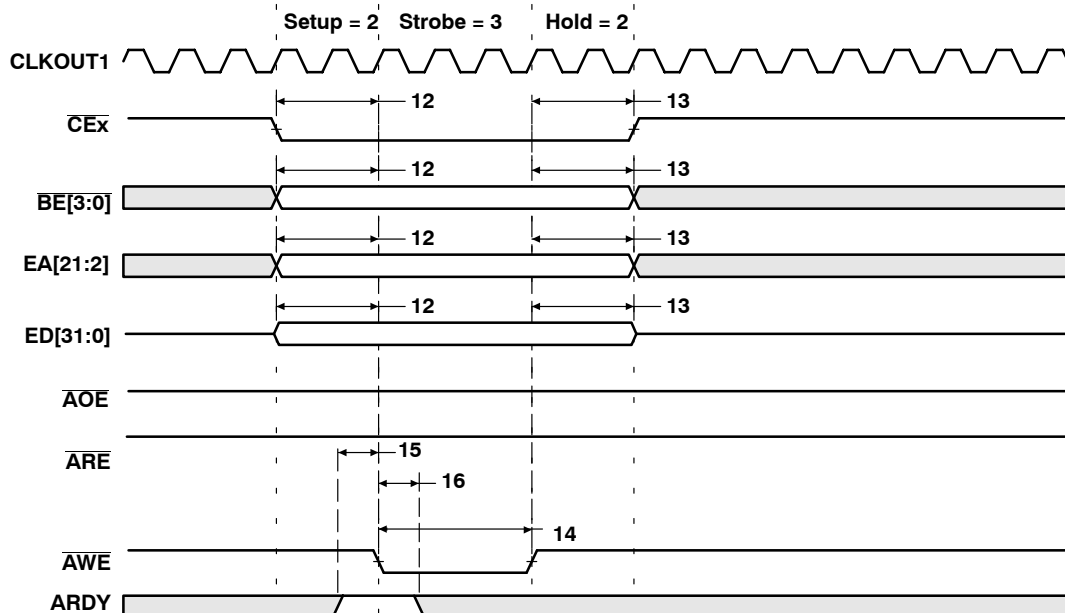 Setup = 2 Strobe = 3 Hold = 2
CLKOUT1
12 13
CEx
12 13
BE[3:0]
12 13
EA[21:2]
12 13
ED[31:0]
AOE
15
ARE
16
14
AWE
ARDY